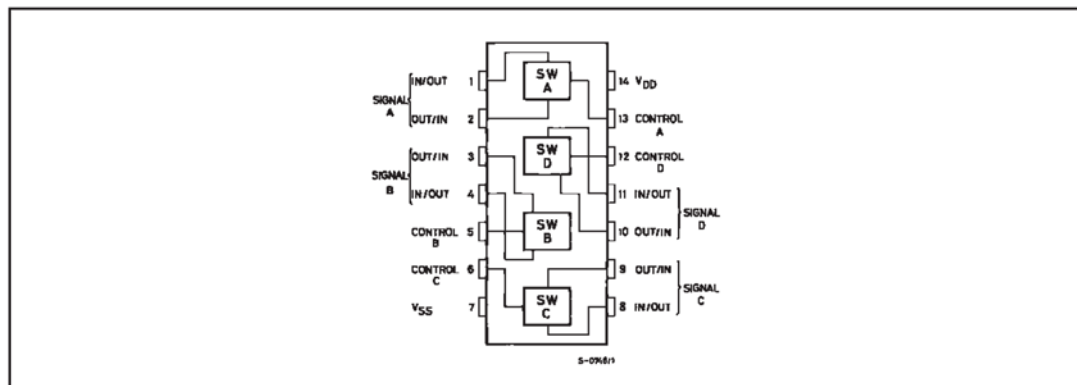 IN/OUT 1
SIGNAL A
OUT/IN 2
OUT/IN 3
SIGNAL B
IN/OUT 4
CONTROL B 5
CONTROL C 6
VSS 7
SW A
SW D
SW B
SW C
14 VDD
13 CONTROL A
12 CONTROL D
11 IN/OUT
SIGNAL D
10 OUT/IN
9 OUT/IN
SIGNAL C
8 IN/OUT